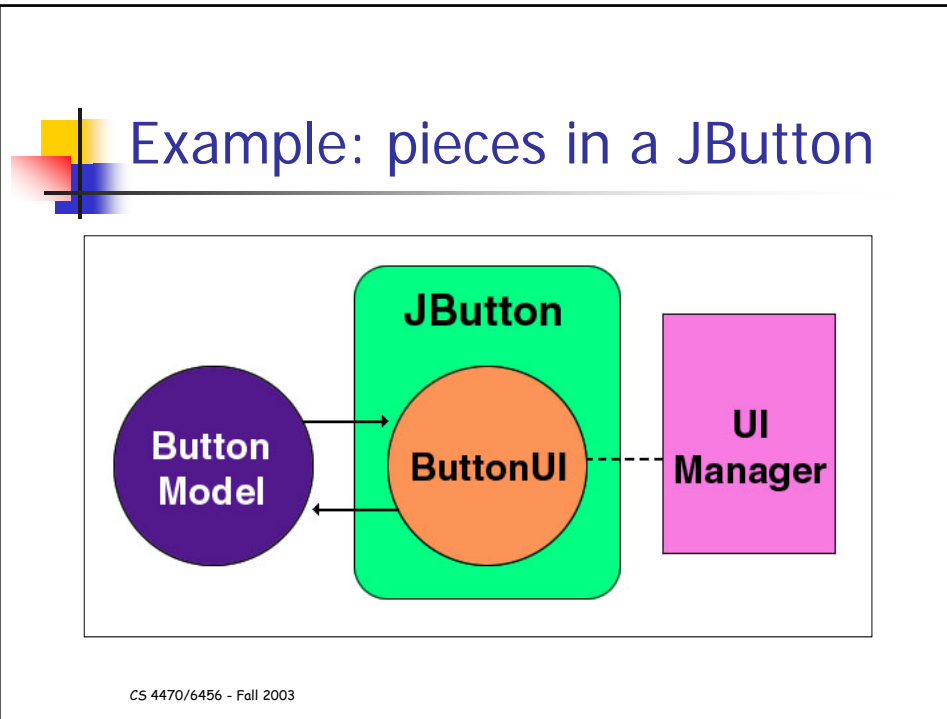 Example: pieces in a JButton
JButton
Button
Model
ButtonUI
UI
Manager
CS 4470/6456 - Fall 2003